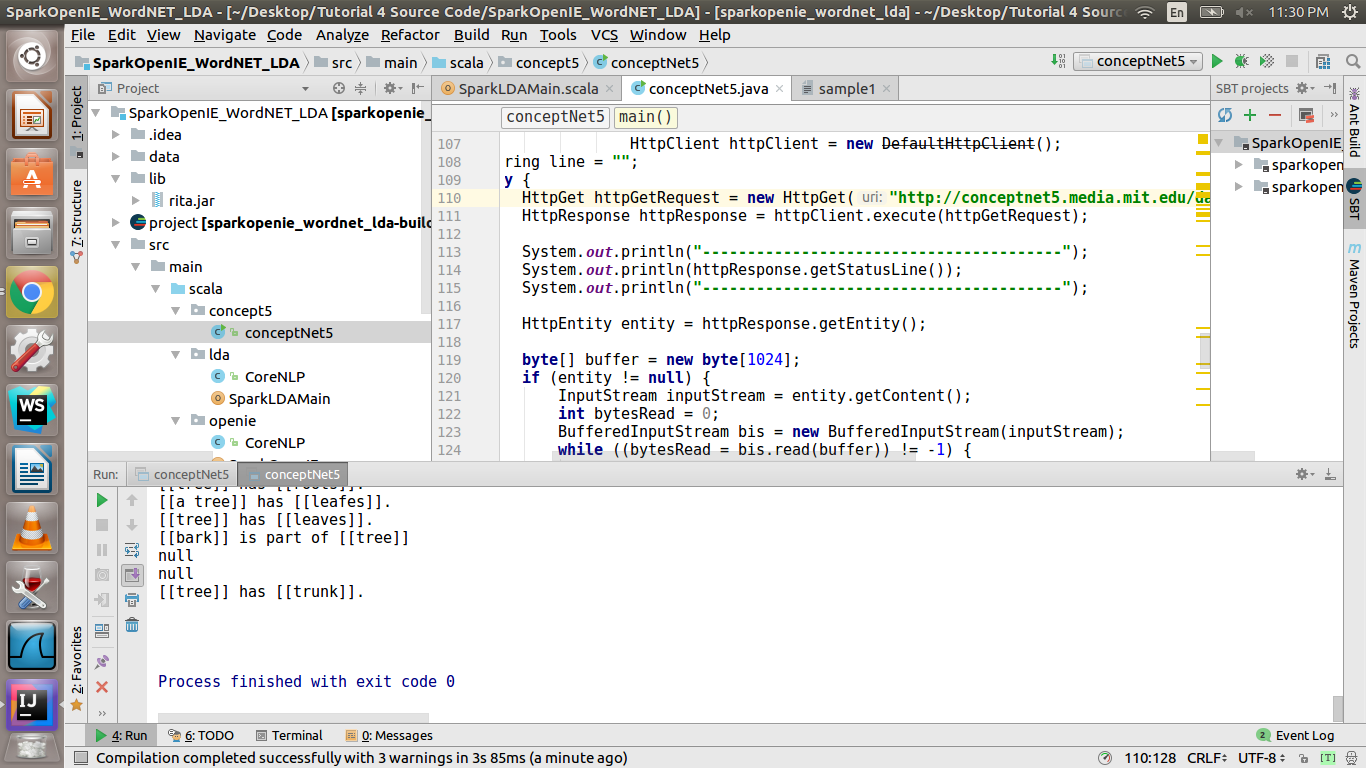 SparkOpenIE_WordNET_LDA - [~/Desktop/Tutorial 4 Source Code/SparkOpenIE_WordNET_LDA] - [sparkopenie_wordnet_lda] - ~/Desktop/Tutorial 4 Sourc
En
11:30 PM
File Edit View Navigate Code Analyze Refactor Build Run Tools VCS Window Help
SparkOpenIE_WordNET_LDA src main scala concept5 conceptNet5
conceptNet5
Project
SparkLDAMain.scala conceptNet5.java sample1
SBT projects
1: Project
7: Structure
2: Favorites
SparkOpenIE_WordNET_LDA [sparkopenie_
.idea
data
lib
rita.jar
project [sparkopenie_wordnet_lda-build
src
main
scala
concept5
conceptNet5
lda
CoreNLP
SparkLDAMain
openie
CoreNLP
conceptNet5 main()
107 HttpClient httpClient = new DefaultHttpClient();
108 ring line = "";
109 y {
110 HttpGet httpGetRequest = new HttpGet( uri: "http://conceptnet5.media.mit.edu/da
111 HttpResponse httpResponse = httpClient.execute(httpGetRequest);
112
113 System.out.println("----------------------------------------");
114 System.out.println(httpResponse.getStatusLine());
115 System.out.println("----------------------------------------");
116
117 HttpEntity entity = httpResponse.getEntity();
118
119 byte[] buffer = new byte[1024];
120 if (entity != null) {
121 InputStream inputStream = entity.getContent();
122 int bytesRead = 0;
123 BufferedInputStream bis = new BufferedInputStream(inputStream);
124 while ((bytesRead = bis.read(buffer)) != -1) {
SparkOpenIE
sparkopen
sparkopen
Ant Build
SBT
Maven Projects
Run: conceptNet5 conceptNet5
[[tree]] has [[roots]].
[[a tree]] has [[leafes]].
[[tree]] has [[leaves]].
[[bark]] is part of [[tree]]
null
null
[[tree]] has [[trunk]].
Process finished with exit code 0
4: Run 6: TODO Terminal 0: Messages
2 Event Log
Compilation completed successfully with 3 warnings in 3s 85ms (a minute ago)
110:128 CRLF UTF-8 [T]
WS
IJ